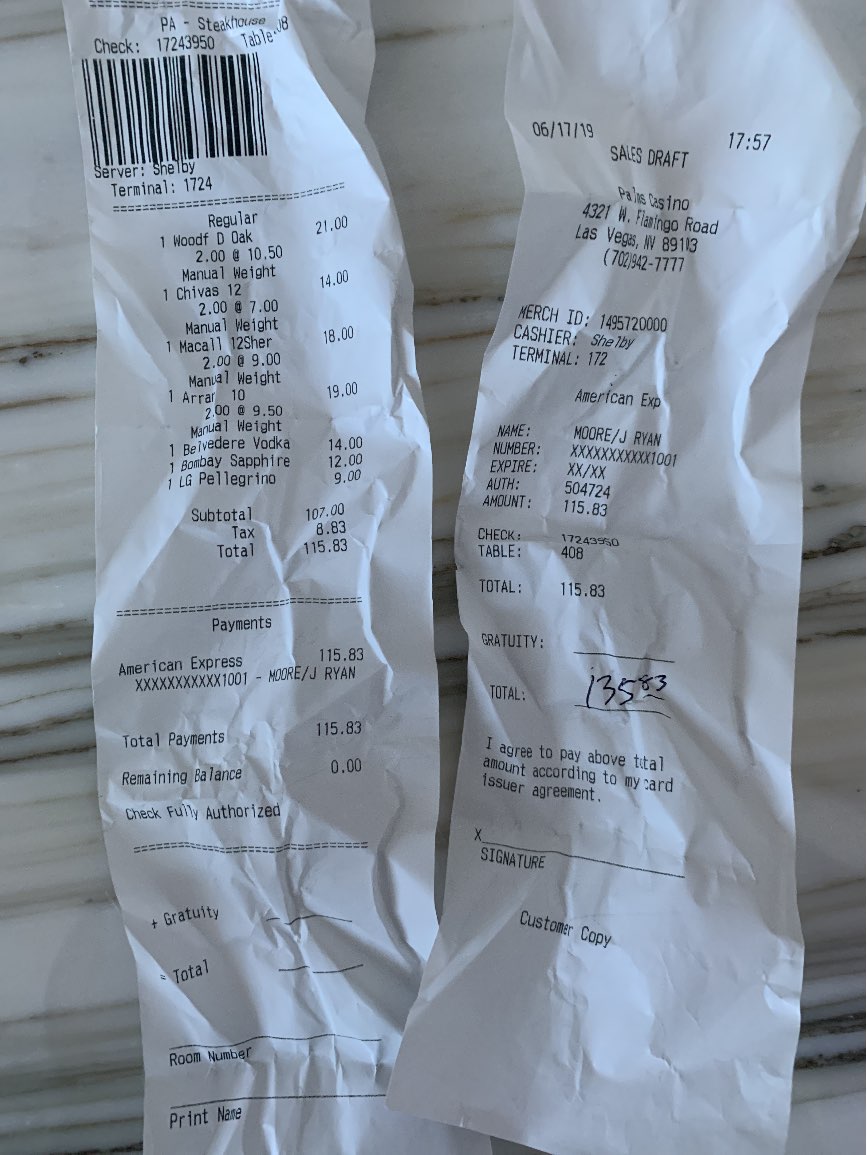 PA - Steakhouse
Check: 17243950 Table
Server: Shelby
Terminal: 1724
Regular
1 Woodf D Oak 21.00
2.00 @ 10.50
Manual Weight
1 Chivas 12 14.00
2.00 @ 7.00
Manual Weight
1 Macall 12Sher 18.00
2.00 @ 9.00
Manual Weight
1 Arran 10 19.00
2.00 @ 9.50
Manual Weight
1 Belvedere Vodka 14.00
1 Bombay Sapphire 12.00
1 LG Pellegrino 9.00
Subtotal 107.00
Tax 8.83
Total 115.83
Payments
American Express 115.83
XXXXXXXXXXX1001 - MOORE/J RYAN
Total Payments 115.83
Remaining Balance 0.00
Check Fully Authorized
+ Gratuity
= Total
Room Number
Print Name
06/17/19 17:57
SALES DRAFT
Palms Casino
4321 W. Flamingo Road
Las Vegas, NV 89103
(702)942-7777
MERCH ID: 1495720000
CASHIER: Shelby
TERMINAL: 172
American Exp
NAME: MOORE/J RYAN
NUMBER: XXXXXXXXXXX1001
EXPIRE: XX/XX
AUTH: 504724
AMOUNT: 115.83
CHECK: 17243950
TABLE: 408
TOTAL: 115.83
GRATUITY:
TOTAL: 135 83
I agree to pay above total
amount according to my card
issuer agreement.
X
SIGNATURE
Customer Copy